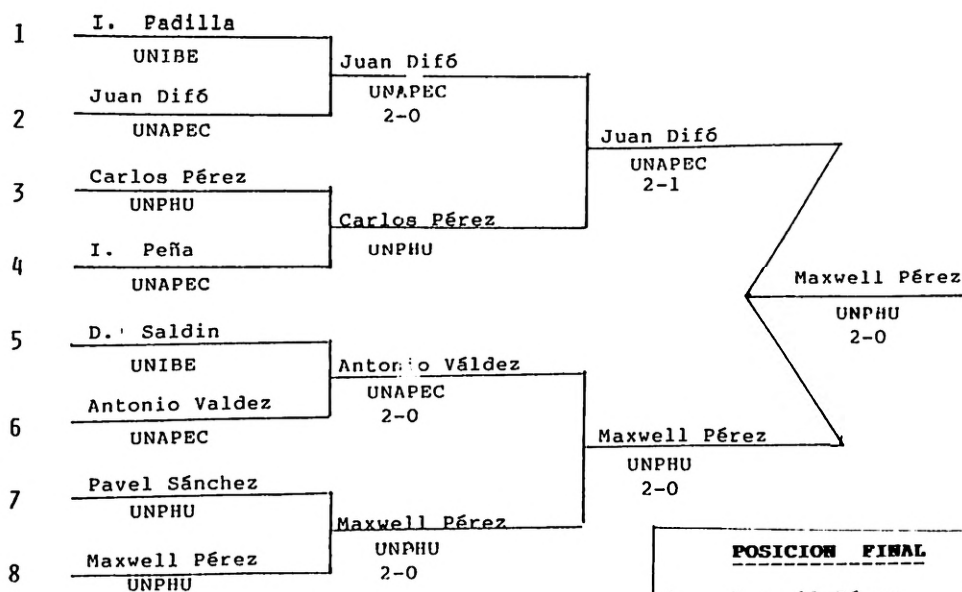 1 I. Padilla
UNIBE
2 Juan Difó
UNAPEC
3 Carlos Pérez
UNPHU
4 I. Peña
UNAPEC
5 D. Saldin
UNIBE
6 Antonio Valdez
UNAPEC
7 Pavel Sánchez
UNPHU
8 Maxwell Pérez
UNPHU
Juan Difó
UNAPEC
2-0
Carlos Pérez
UNPHU
Antonio Váldez
UNAPEC
2-0
Maxwell Pérez
UNPHU
2-0
Juan Difó
UNAPEC
2-1
Maxwell Pérez
UNPHU
2-0
Maxwell Pérez
UNPHU
2-0
POSICION FINAL